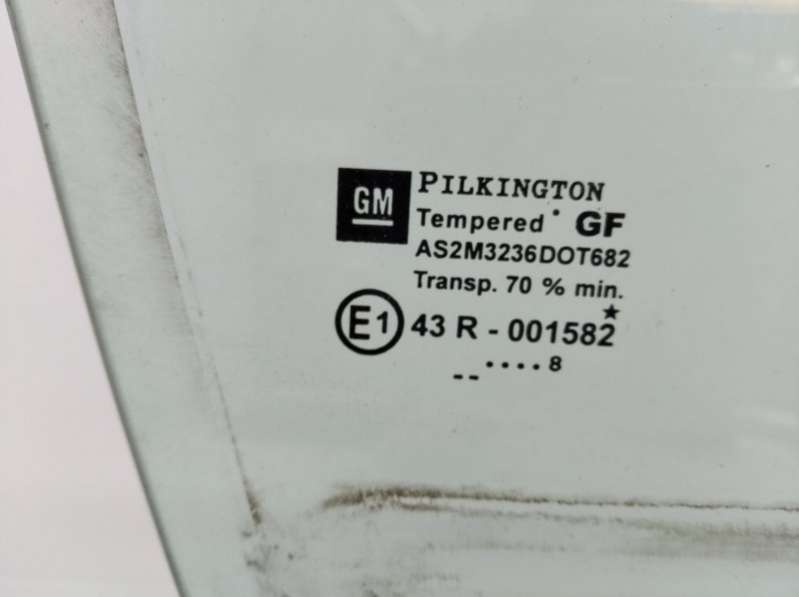 GM PILKINGTON
Tempered GF
AS2M3236DOT682
Transp. 70 % min.
E1 43 R - 001582
-- .... 8